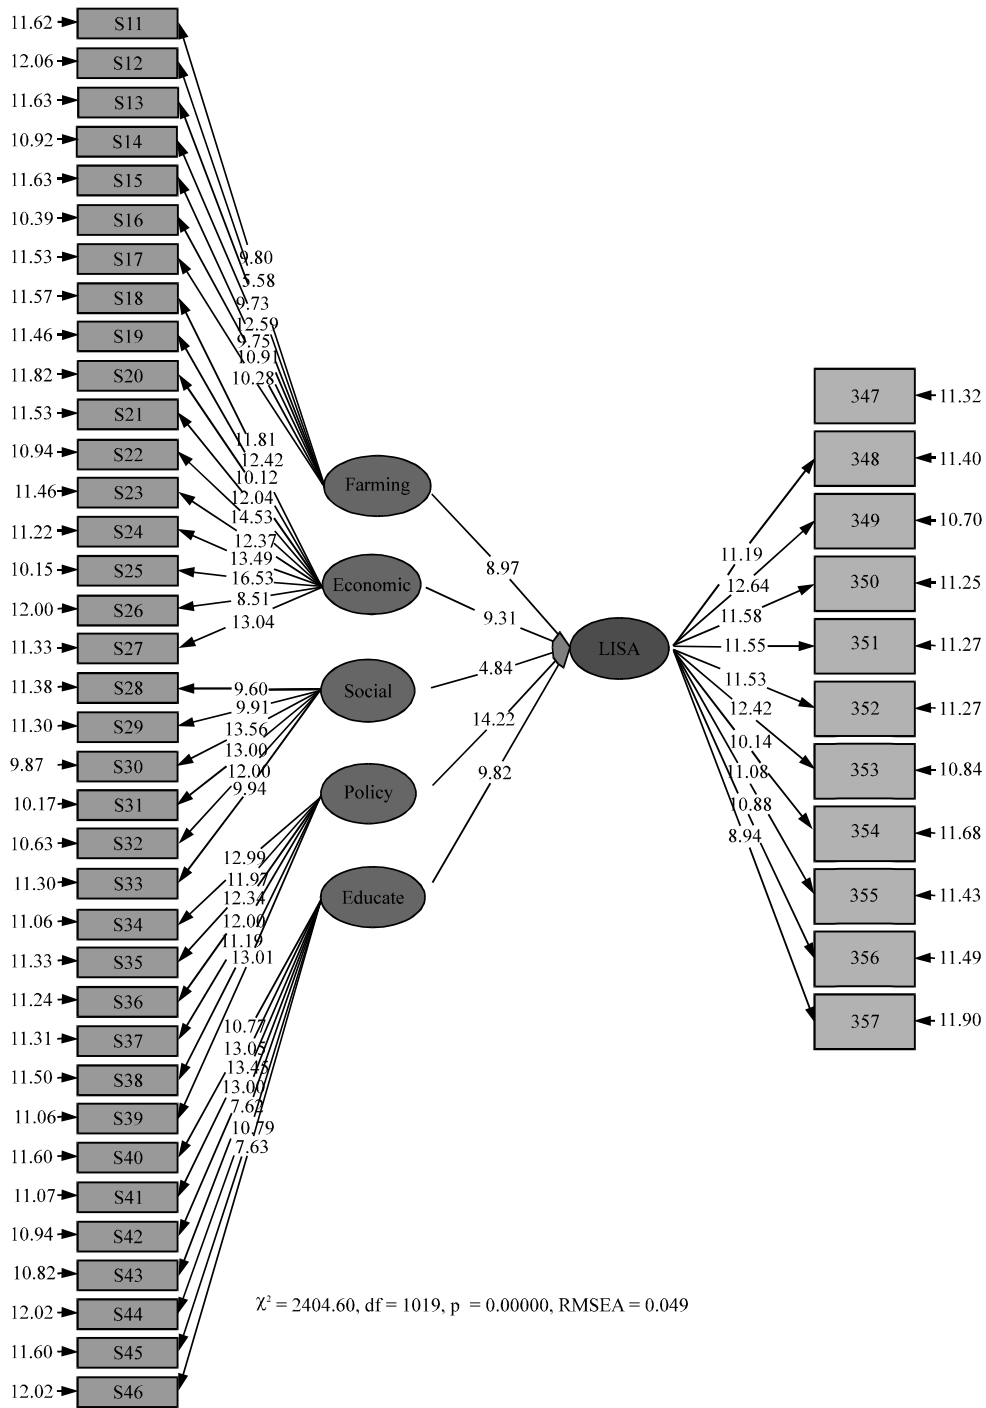 11.62 S11
12.06 S12
11.63 S13
10.92 S14
11.63 S15
10.39 S16
11.53 S17
11.57 S18
11.46 S19
11.82 S20
11.53 S21
10.94 S22
11.46 S23
11.22 S24
10.15 S25
12.00 S26
11.33 S27
11.38 S28
11.30 S29
9.87 S30
10.17 S31
10.63 S32
11.30 S33
11.06 S34
11.33 S35
11.24 S36
11.31 S37
11.50 S38
11.06 S39
11.60 S40
11.07 S41
10.94 S42
10.82 S43
12.02 S44
11.60 S45
12.02 S46
9.80
5.58
9.73
12.59
9.75
10.91
10.28
11.81
12.42
10.12
12.04
14.53
12.37
13.49
16.53
8.51
13.04
9.60
9.91
13.56
13.00
12.00
9.94
12.99
11.97
12.34
12.00
11.19
13.01
10.77
13.05
13.45
13.00
7.62
10.79
7.63
Farming
Economic
Social
Policy
Educate
8.97
9.31
4.84
14.22
9.82
LISA
11.19
12.64
11.58
11.55
11.53
12.42
10.14
11.08
10.88
8.94
347 11.32
348 11.40
349 10.70
350 11.25
351 11.27
352 11.27
353 10.84
354 11.68
355 11.43
356 11.49
357 11.90
χ² = 2404.60, df = 1019, p = 0.00000, RMSEA = 0.049